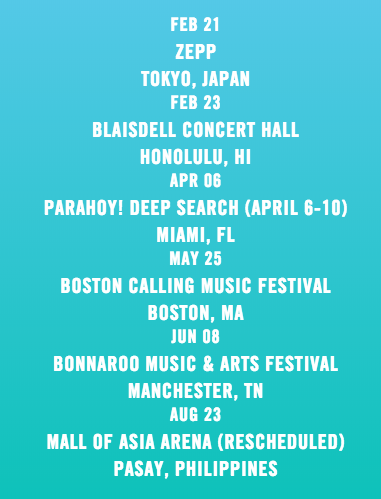 FEB 21
ZEPP
TOKYO, JAPAN
FEB 23
BLAISDELL CONCERT HALL
HONOLULU, HI
APR 06
PARAHOY! DEEP SEARCH (APRIL 6-10)
MIAMI, FL
MAY 25
BOSTON CALLING MUSIC FESTIVAL
BOSTON, MA
JUN 08
BONNAROO MUSIC & ARTS FESTIVAL
MANCHESTER, TN
AUG 23
MALL OF ASIA ARENA (RESCHEDULED)
PASAY, PHILIPPINES